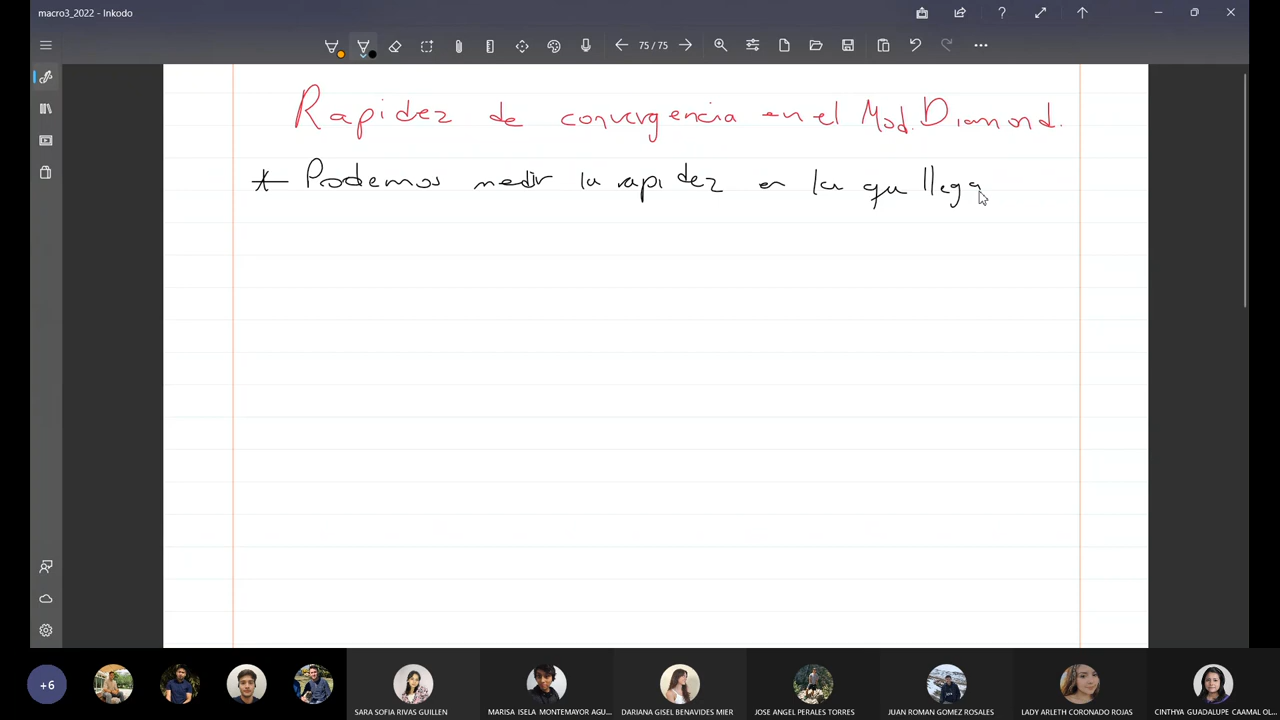 macro3_2022 - Inkodo
75 / 75
Rapidez de convergencia en el Mod. Diamond.
* Podemos medir la rapidez en la qu llega
+6
SARA SOFIA RIVAS GUILLEN
MARISA ISELA MONTEMAYOR AGU...
DARIANA GISEL BENAVIDES MIER
JOSE ANGEL PERALES TORRES
JUAN ROMAN GOMEZ ROSALES
LADY ARLETH CORONADO ROJAS
CINTHYA GUADALUPE CAAMAL O...